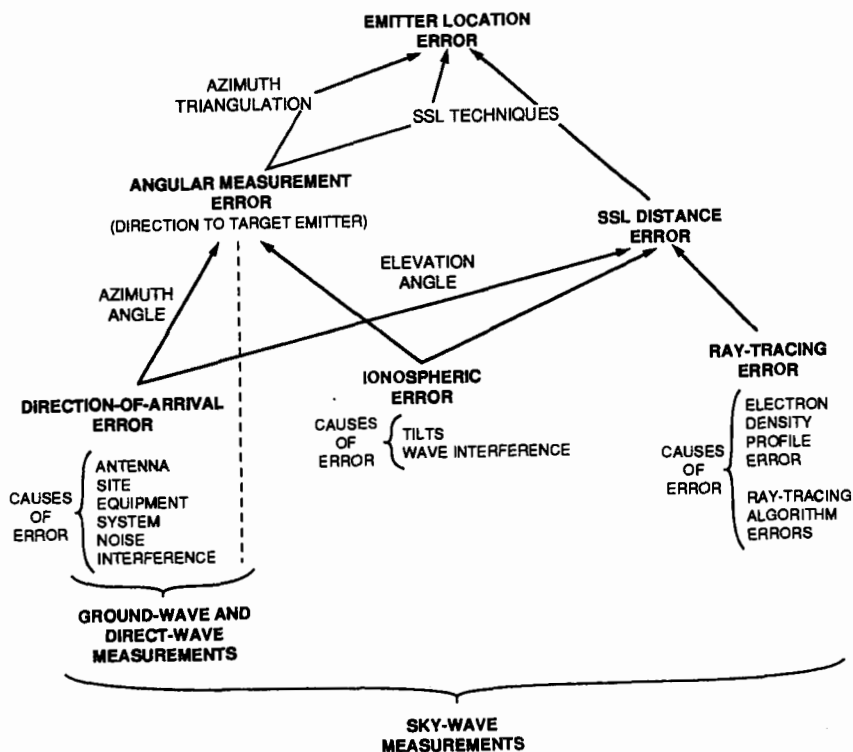 EMITTER LOCATION
ERROR
AZIMUTH
TRIANGULATION
SSL TECHNIQUES
ANGULAR MEASUREMENT
ERROR
(DIRECTION TO TARGET EMITTER)
SSL DISTANCE
ERROR
AZIMUTH
ANGLE
ELEVATION
ANGLE
DIRECTION-OF-ARRIVAL
ERROR
CAUSES
OF
ERROR
ANTENNA
SITE
EQUIPMENT
SYSTEM
NOISE
INTERFERENCE
IONOSPHERIC
ERROR
CAUSES
OF
ERROR
TILTS
WAVE INTERFERENCE
RAY-TRACING
ERROR
CAUSES
OF
ERROR
ELECTRON
DENSITY
PROFILE
ERROR
RAY-TRACING
ALGORITHM
ERRORS
GROUND-WAVE AND
DIRECT-WAVE
MEASUREMENTS
SKY-WAVE
MEASUREMENTS